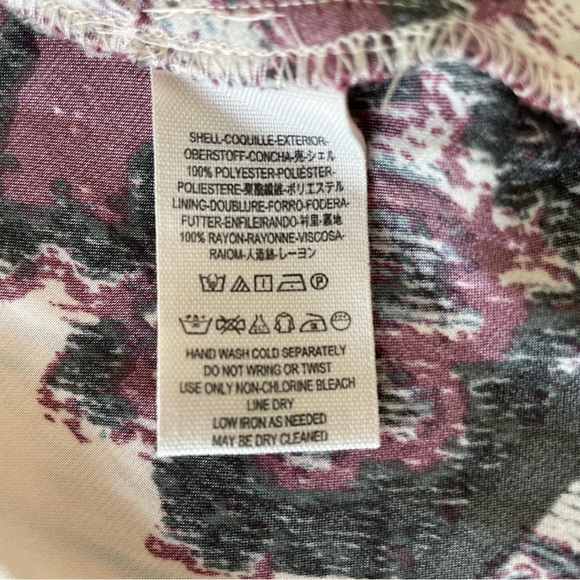 SHELL-COQUILLE-EXTERIOR-
OBERSTOFF-CONCHA-壳-シェル
100% POLYESTER-POLIESTER-
POLIESTERE-聚酯纖維-ポリエステル
LINING-DOUBLURE-FORRO-FODERA-
FUTTER-ENFILEIRANDO-衬里-裏地
100% RAYON-RAYONNE-VISCOSA-
RAIOM-人造絲-レーヨン
HAND WASH COLD SEPARATELY
DO NOT WRING OR TWIST
USE ONLY NON-CHLORINE BLEACH
LINE DRY
LOW IRON AS NEEDED
MAY BE DRY CLEANED